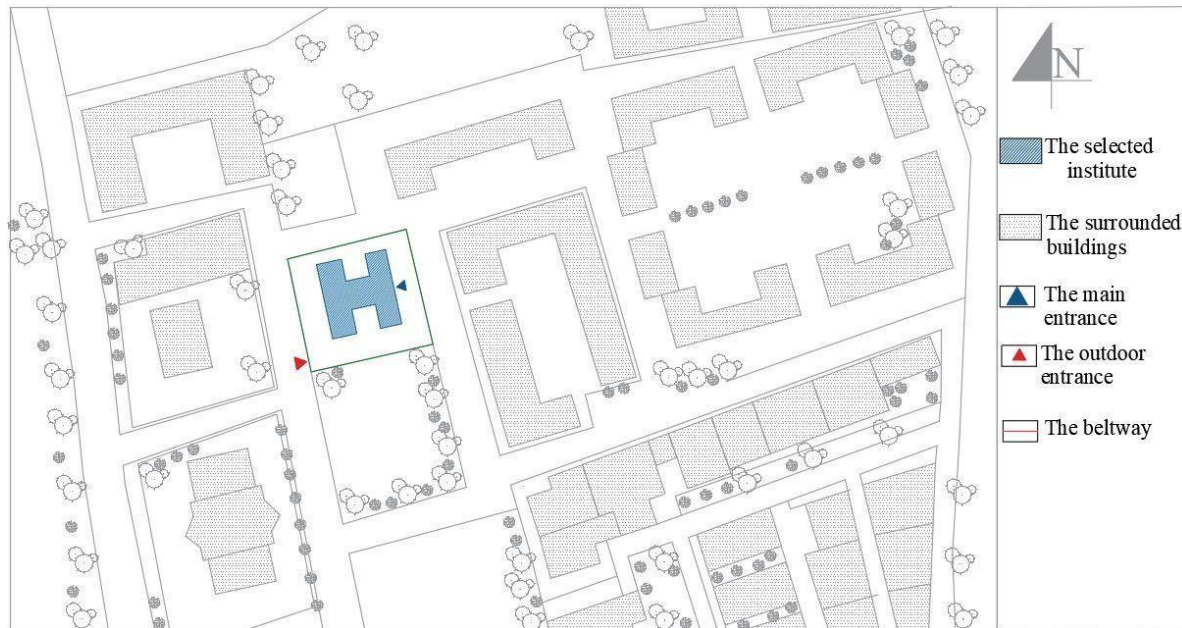 N
The selected
institute
The surrounded
buildings
The main
entrance
The outdoor
entrance
The beltway